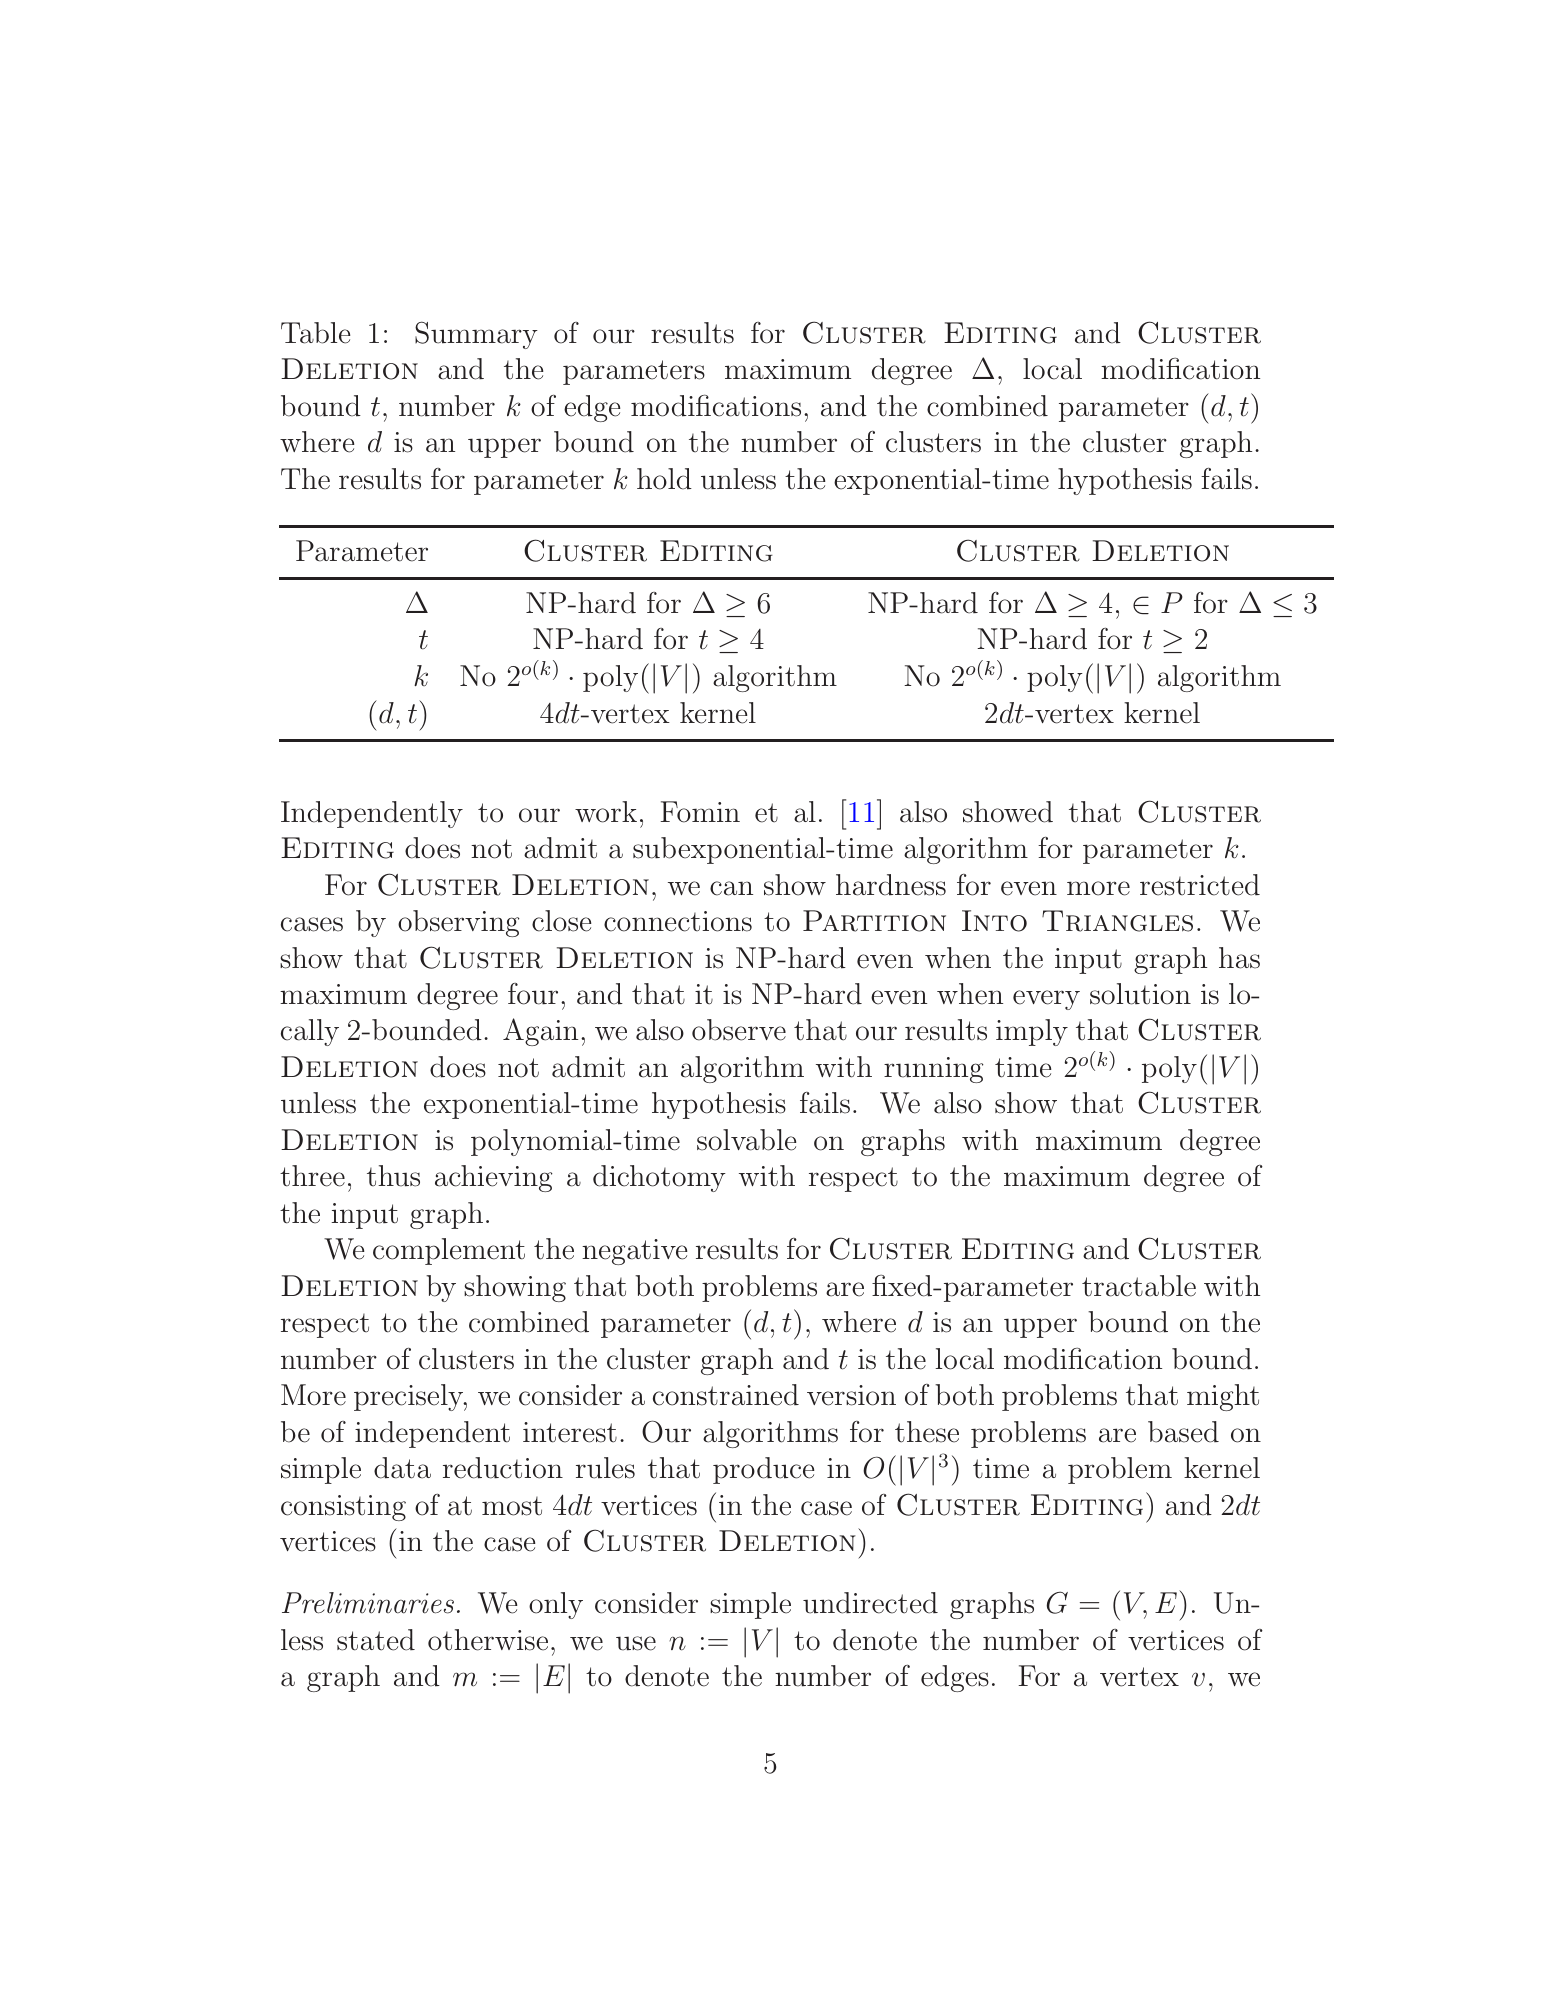 Table 1: Summary of our results for Cluster Editing and Cluster
Deletion and the parameters maximum degree Δ, local modification
bound t, number k of edge modifications, and the combined parameter (d, t)
where d is an upper bound on the number of clusters in the cluster graph.
The results for parameter k hold unless the exponential-time hypothesis fails.
Parameter Cluster Editing Cluster Deletion
Δ NP-hard for Δ ≥ 6 NP-hard for Δ ≥ 4, ∈ P for Δ ≤ 3
t NP-hard for t ≥ 4 NP-hard for t ≥ 2
k No 2^{o(k)} · poly(|V|) algorithm No 2^{o(k)} · poly(|V|) algorithm
(d, t) 4dt-vertex kernel 2dt-vertex kernel
Independently to our work, Fomin et al. [11] also showed that Cluster
Editing does not admit a subexponential-time algorithm for parameter k.
For Cluster Deletion, we can show hardness for even more restricted
cases by observing close connections to Partition Into Triangles. We
show that Cluster Deletion is NP-hard even when the input graph has
maximum degree four, and that it is NP-hard even when every solution is lo-
cally 2-bounded. Again, we also observe that our results imply that Cluster
Deletion does not admit an algorithm with running time 2^{o(k)} · poly(|V|)
unless the exponential-time hypothesis fails. We also show that Cluster
Deletion is polynomial-time solvable on graphs with maximum degree
three, thus achieving a dichotomy with respect to the maximum degree of
the input graph.
We complement the negative results for Cluster Editing and Cluster
Deletion by showing that both problems are fixed-parameter tractable with
respect to the combined parameter (d, t), where d is an upper bound on the
number of clusters in the cluster graph and t is the local modification bound.
More precisely, we consider a constrained version of both problems that might
be of independent interest. Our algorithms for these problems are based on
simple data reduction rules that produce in O(|V|³) time a problem kernel
consisting of at most 4dt vertices (in the case of Cluster Editing) and 2dt
vertices (in the case of Cluster Deletion).
Preliminaries. We only consider simple undirected graphs G = (V, E). Un-
less stated otherwise, we use n := |V| to denote the number of vertices of
a graph and m := |E| to denote the number of edges. For a vertex v, we
5